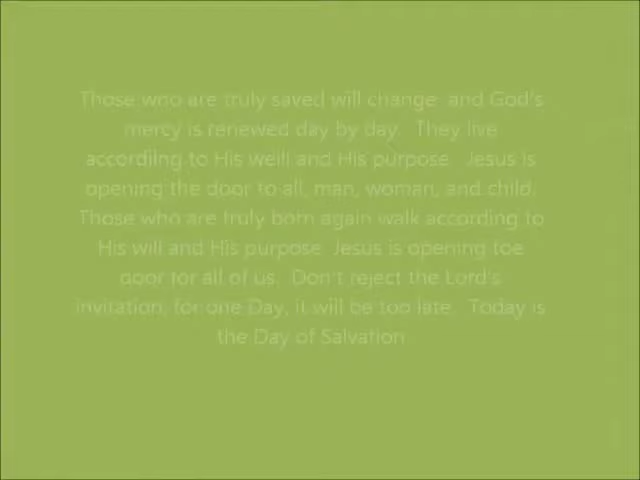 Those who are truly saved will change and God's
mercy is renewed day by day. They live
accordiing to His weill and His purpose. Jesus is
opening the door to all, man, woman, and child.
Those who are truly born again walk according to
His will and His purpose. Jesus is opening toe
door for all of us. Don't reject the Lord's
invitation, for one Day, it will be too late. Today is
the Day of Salvation